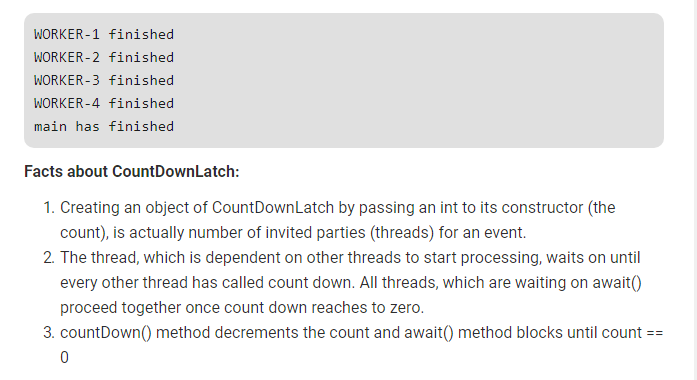 WORKER-1 finished
WORKER-2 finished
WORKER-3 finished
WORKER-4 finished
main has finished
Facts about CountDownLatch:
1. Creating an object of CountDownLatch by passing an int to its constructor (the
count), is actually number of invited parties (threads) for an event.
2. The thread, which is dependent on other threads to start processing, waits on until
every other thread has called count down. All threads, which are waiting on await()
proceed together once count down reaches to zero.
3. countDown() method decrements the count and await() method blocks until count ==
0